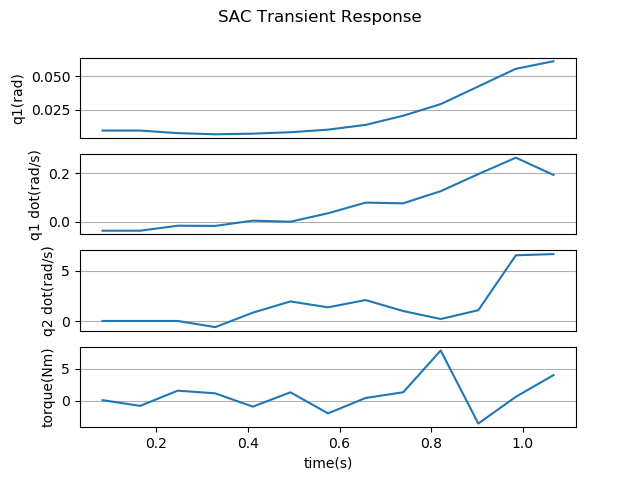 SAC Transient Response
q1(rad)
0.050
0.025
q1 dot(rad/s)
0.2
0.0
q2 dot(rad/s)
5
0
torque(Nm)
5
0
0.2 0.4 0.6 0.8 1.0
time(s)